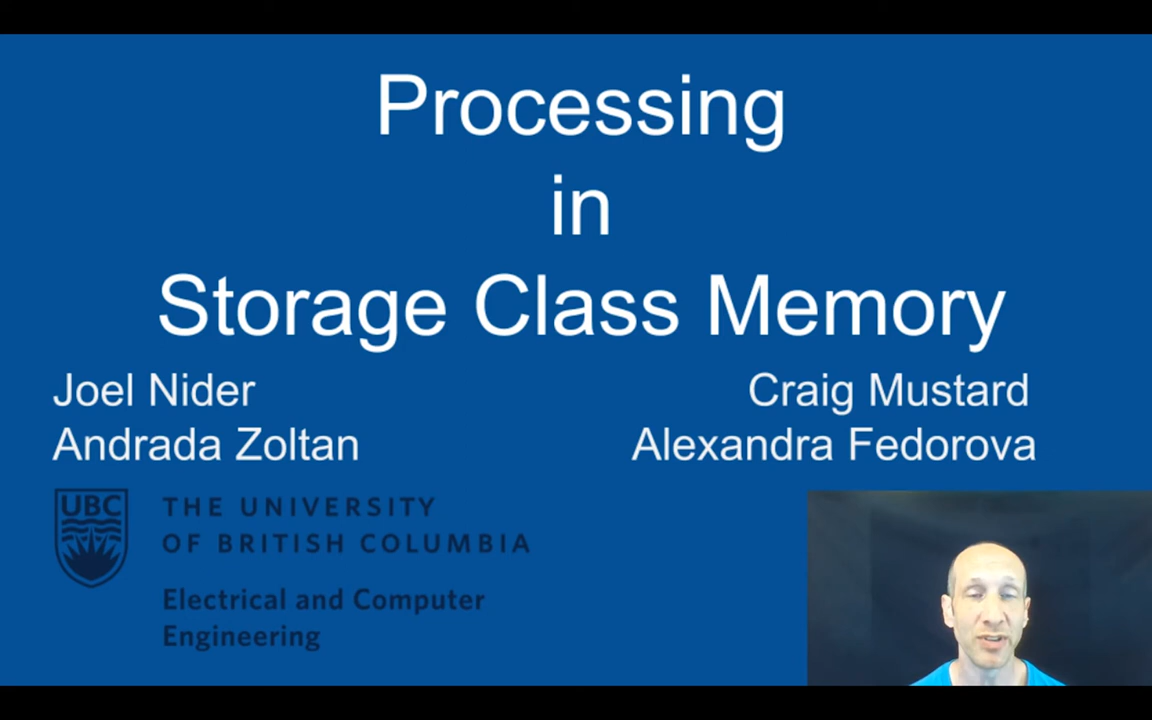 Processing
in
Storage Class Memory
Joel Nider
Andrada Zoltan
Craig Mustard
Alexandra Fedorova
UBC
THE UNIVERSITY
OF BRITISH COLUMBIA
Electrical and Computer
Engineering